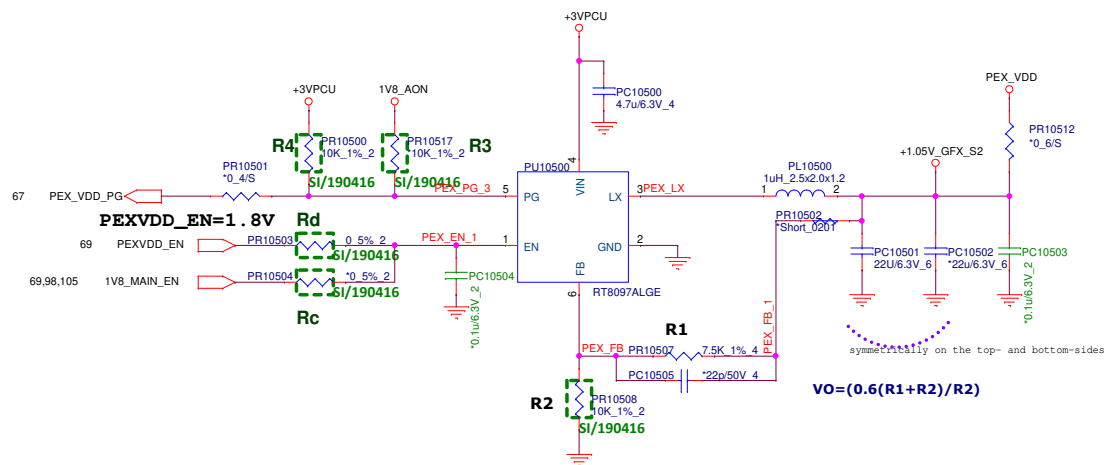 +3VPCU
PC10500
4.7u/6.3V_4
+3VPCU
1V8_AON
PEX_VDD
R4
PR10500
10K_1%_2
SI/190416
PR10517
*10K_1%_2
SI/190416
R3
PR10512
*0_6/S
+1.05V_GFX_S2
PR10501
*0_4/S
PU10500
4
VIN
67
PEX_VDD_PG
PEX_PG_3
5
PG
LX
3
PEX_LX
PL10500
1uH_2.5x2.0x1.2
1
2
PEXVDD_EN=1.8V
Rd
PR10502
*Short_0201
69
PEXVDD_EN
PR10503
0_5%_2
SI/190416
PEX_EN_1
1
EN
GND
2
69,98,105
1V8_MAIN_EN
PR10504
*0_5%_2
SI/190416
Rc
PC10504
*0.1u/6.3V_2
FB
6
RT8097ALGE
PC10501
22U/6.3V_6
PC10502
*22u/6.3V_6
PC10503
*0.1u/6.3V_2
PEX_FB_1
R1
PEX_FB
PR10507
7.5K_1%_4
PC10505
*22p/50V_4
symmetrically on the top- and bottom-sides
R2
PR10508
10K_1%_2
SI/190416
VO=(0.6(R1+R2)/R2)